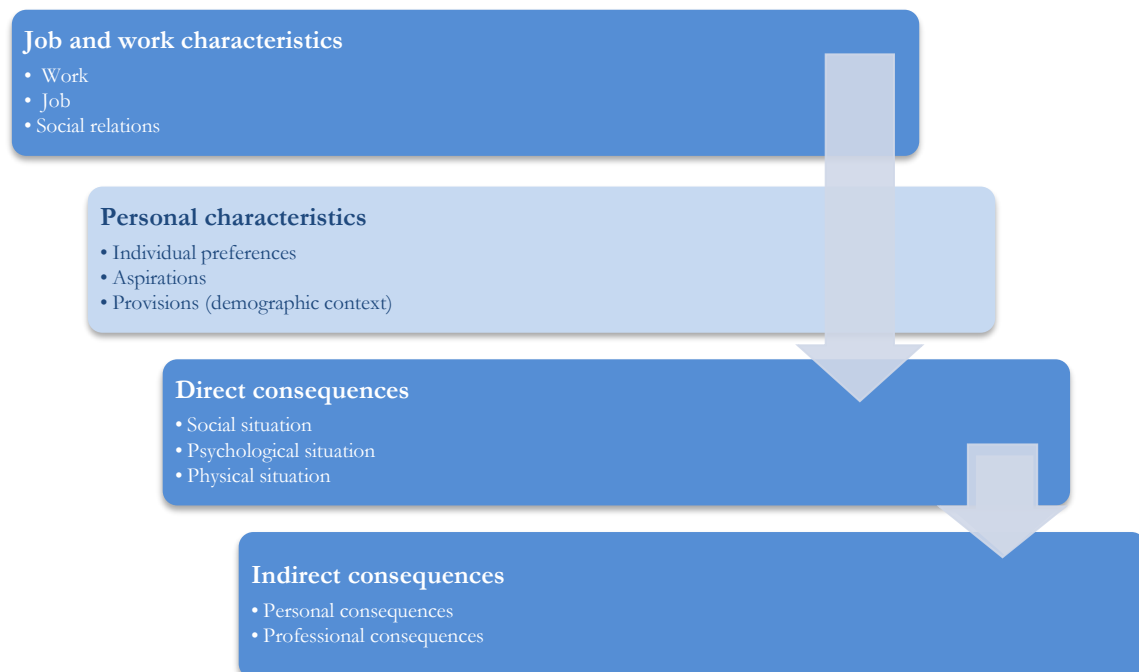 Job and work characteristics
• Work
• Job
• Social relations
Personal characteristics
• Individual preferences
• Aspirations
• Provisions (demographic context)
Direct consequences
• Social situation
• Psychological situation
• Physical situation
Indirect consequences
• Personal consequences
• Professional consequences